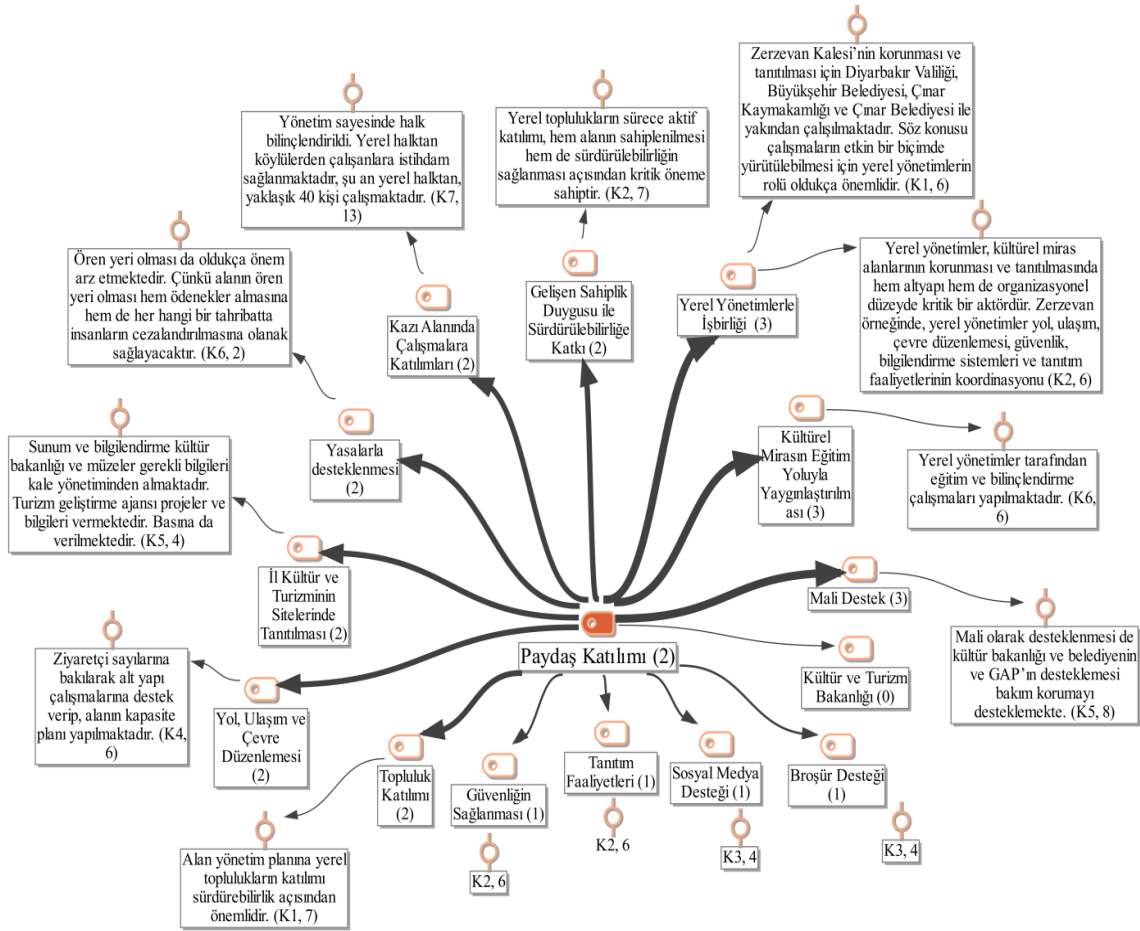 Zerzevan Kalesi’nin korunması ve
tanıtılması için Diyarbakır Valiliği,
Büyükşehir Belediyesi, Çınar
Kaymakamlığı ve Çınar Belediyesi ile
yakından çalışılmaktadır. Söz konusu
çalışmaların etkin bir biçimde
yürütülebilmesi için yerel yönetimlerin
rolü oldukça önemlidir. (K1, 6)
Yerel toplulukların sürece aktif
katılımı, hem alanın sahiplenilmesi
hem de sürdürülebilirliğin
sağlanması açısından kritik öneme
sahiptir. (K2, 7)
Yönetim sayesinde halk
bilinçlendirildi. Yerel halktan
köylülerden çalışanlara istihdam
sağlanmaktadır, şu an yerel halktan,
yaklaşık 40 kişi çalışmaktadır. (K7,
13)
Ören yeri olması da oldukça önem
arz etmektedir. Çünkü alanın ören
yeri olması hem ödenekler almasına
hem de her hangi bir tahribatta
insanların cezalandırılmasına olanak
sağlayacaktır. (K6, 2)
Yerel yönetimler, kültürel miras
alanlarının korunması ve tanıtılmasında
hem altyapı hem de organizasyonel
düzeyde kritik bir aktördür. Zerzevan
örneğinde, yerel yönetimler yol, ulaşım,
çevre düzenlemesi, güvenlik,
bilgilendirme sistemleri ve tanıtım
faaliyetlerinin koordinasyonu (K2, 6)
Kazı Alanında
Çalışmalara
Katılımları (2)
Gelişen Sahiplik
Duygusu ile
Sürdürülebilirliğe
Katkı (2)
Yerel Yönetimlerle
İşbirliği (3)
Sunum ve bilgilendirme kültür
bakanlığı ve müzeler gerekli bilgileri
kale yönetiminden almaktadır.
Turizm geliştirme ajansı projeler ve
bilgileri vermektedir. Basına da
verilmektedir. (K5, 4)
Yasalarla
desteklenmesi
(2)
Kültürel
Mirasın Eğitim
Yoluyla
Yaygınlaştırılm
ası (3)
Yerel yönetimler tarafından
eğitim ve bilinçlendirme
çalışmaları yapılmaktadır. (K6,
6)
İl Kültür ve
Turizminin
Sitelerinde
Tanıtılması (2)
Mali Destek (3)
Mali olarak desteklenmesi de
kültür bakanlığı ve belediyenin
ve GAP’ın desteklemesi
bakım korumayı
desteklemekte. (K5, 8)
Paydaş Katılımı (2)
Kültür ve Turizm
Bakanlığı (0)
Ziyaretçi sayılarına
bakılarak alt yapı
çalışmalarına destek
verip, alanın kapasite
planı yapılmaktadır. (K4,
6)
Yol, Ulaşım ve
Çevre
Düzenlemesi
(2)
Topluluk
Katılımı
(2)
Güvenliğin
Sağlanması (1)
Tanıtım
Faaliyetleri (1)
Sosyal Medya
Desteği (1)
Broşür Desteği
(1)
Alan yönetim planına yerel
toplulukların katılımı
sürdürebilirlik açısından
önemlidir. (K1, 7)
K2, 6
K2, 6
K3, 4
K3, 4